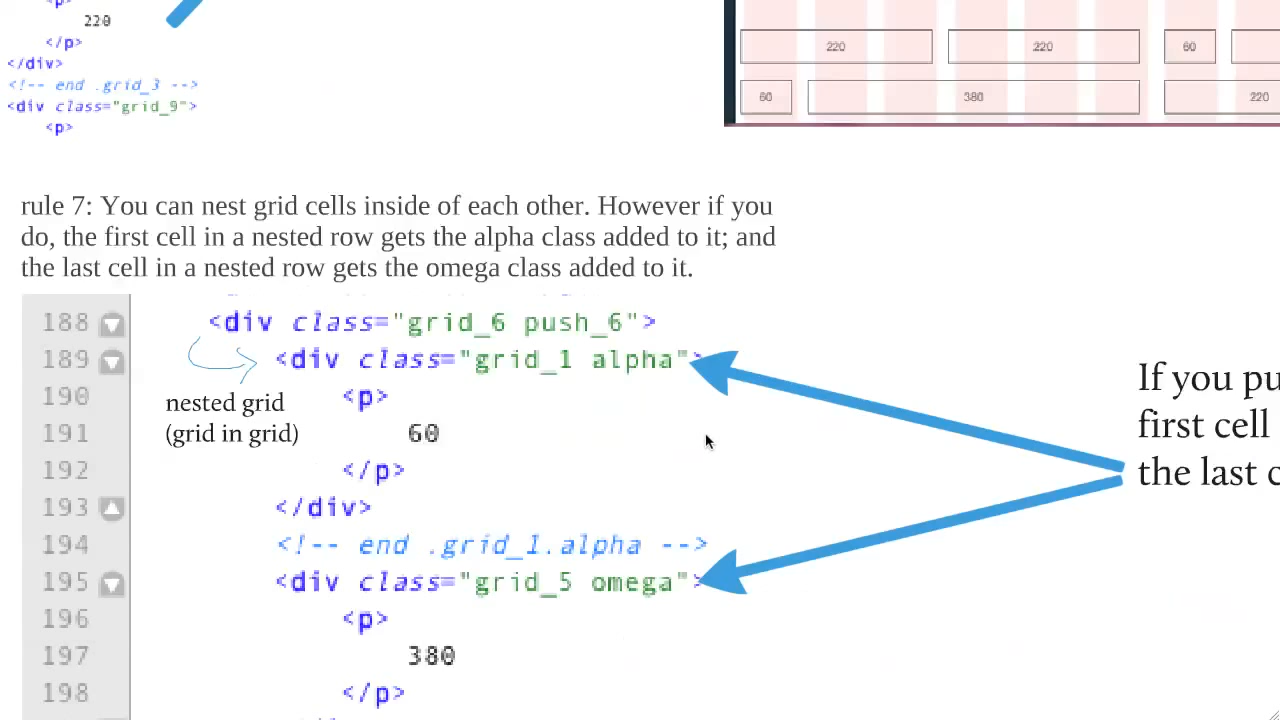 <p>
220
</p>
</div>
<!-- end .grid_3 -->
<div class="grid_9">
<p>
220 220 60
60 380 220
rule 7: You can nest grid cells inside of each other. However if you
do, the first cell in a nested row gets the alpha class added to it; and
the last cell in a nested row gets the omega class added to it.
188 <div class="grid_6 push_6">
189 <div class="grid_1 alpha">
190 <p>
191 60
192 </p>
193 </div>
194 <!-- end .grid_1.alpha -->
195 <div class="grid_5 omega">
196 <p>
197 380
198 </p>
nested grid
(grid in grid)
If you pu
first cell
the last c